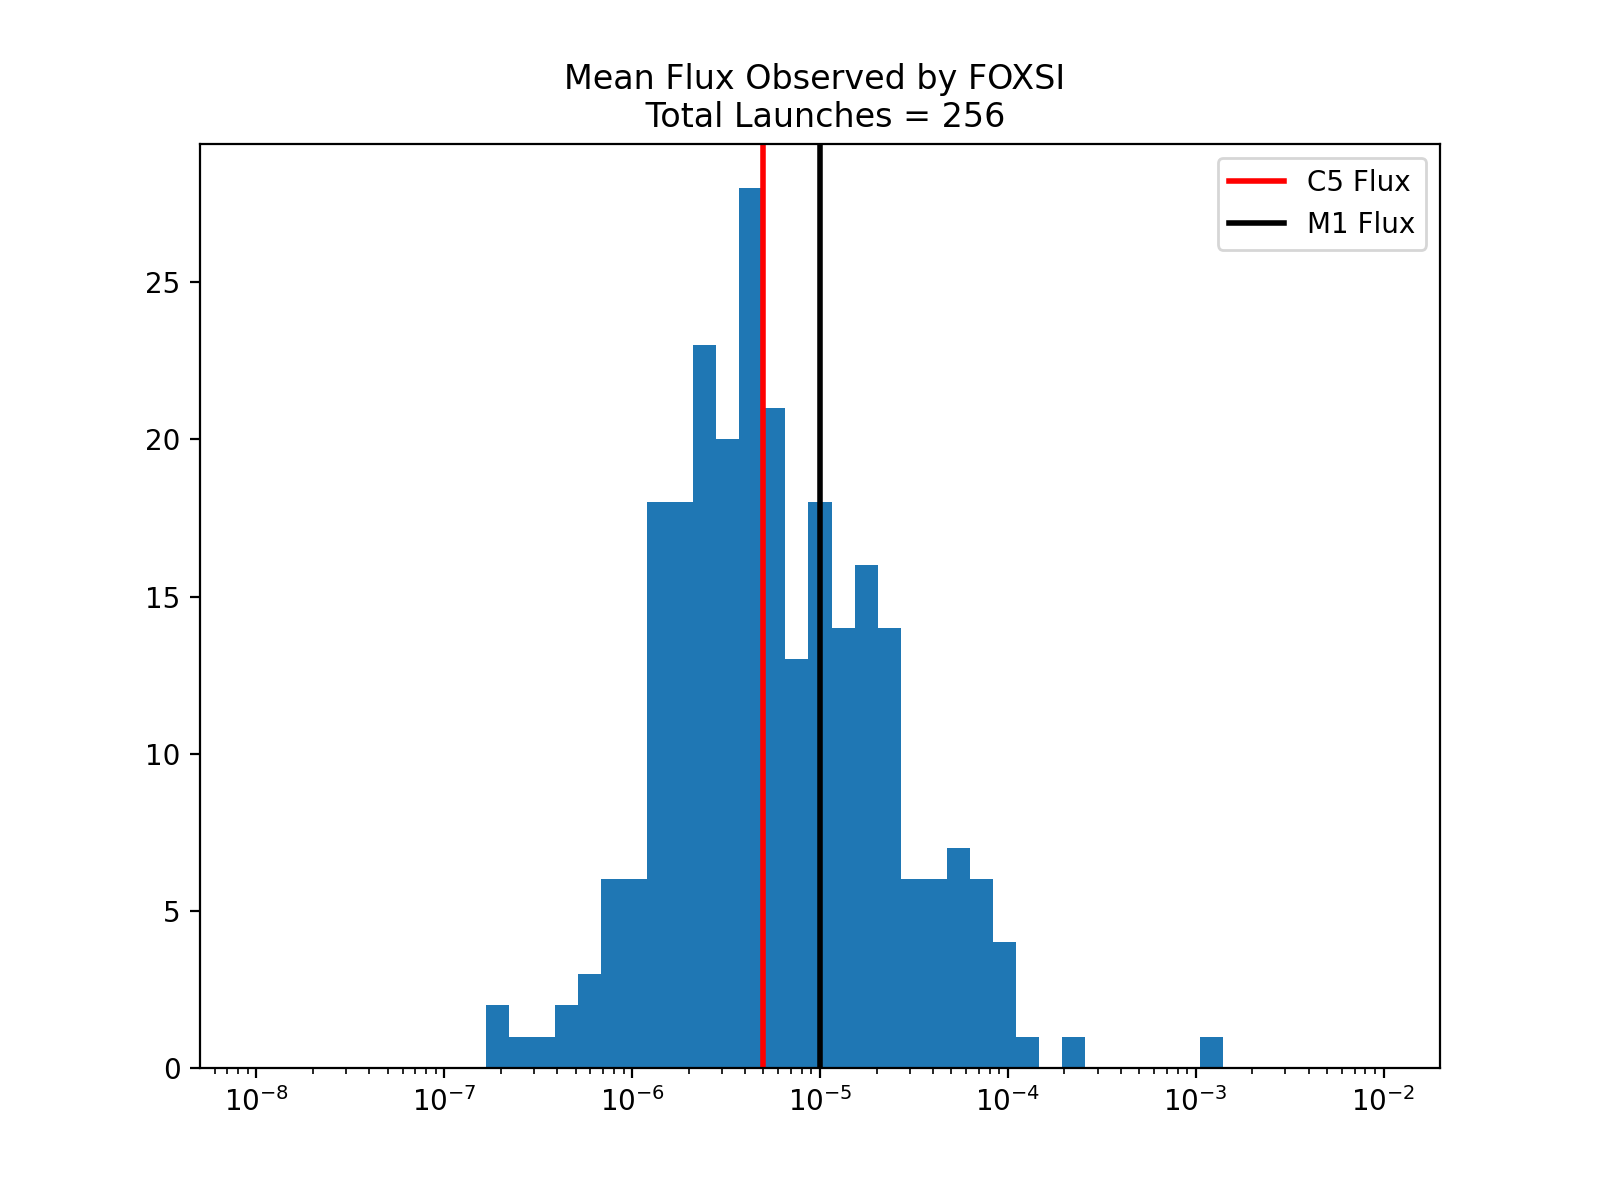 Mean Flux Observed by FOXSI
Total Launches = 256
C5 Flux
M1 Flux
25
20
15
10
5
0
10⁻⁸ 10⁻⁷ 10⁻⁶ 10⁻⁵ 10⁻⁴ 10⁻³ 10⁻²